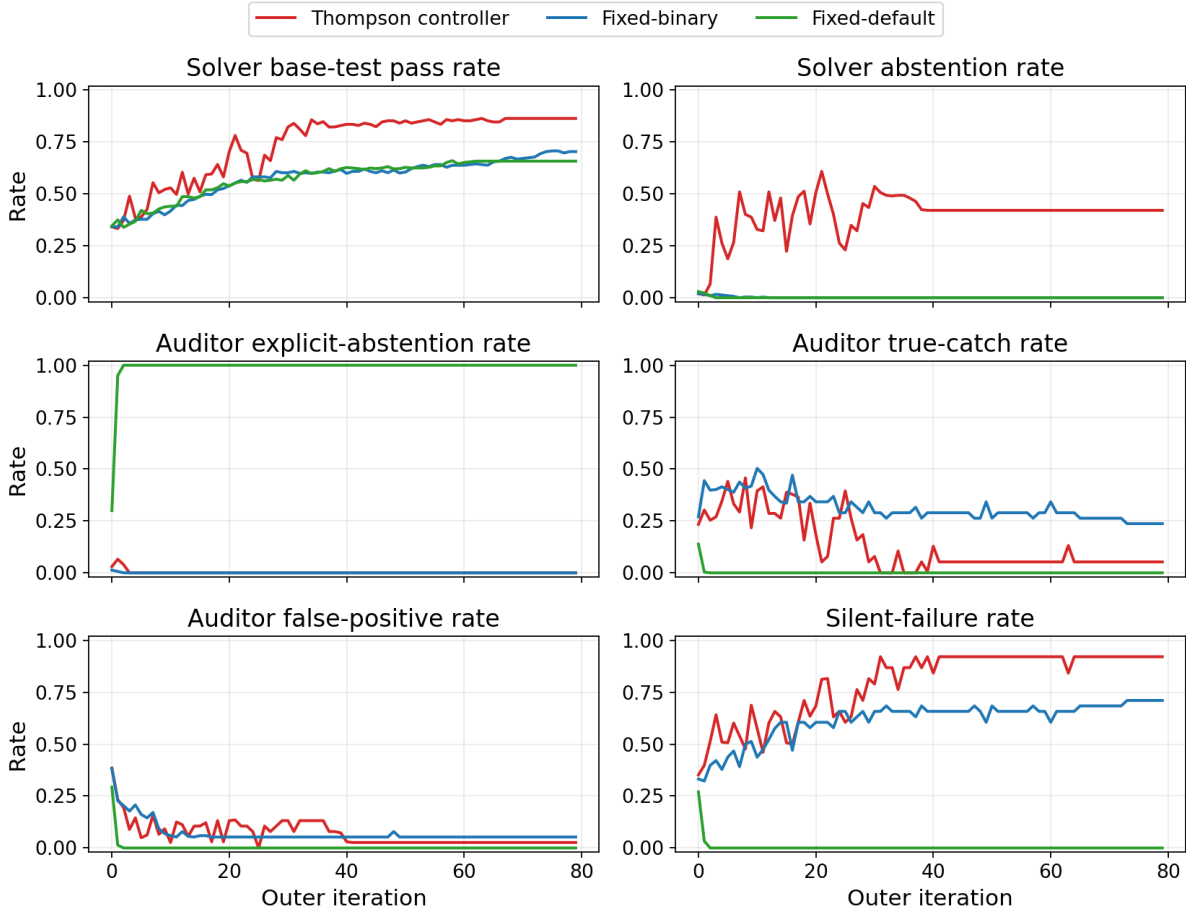 Thompson controller Fixed-binary Fixed-default
Solver base-test pass rate Solver abstention rate
1.00 1.00
0.75 0.75
Rate
0.50 0.50
0.25 0.25
0.00 0.00
Auditor explicit-abstention rate Auditor true-catch rate
1.00 1.00
0.75 0.75
Rate
0.50 0.50
0.25 0.25
0.00 0.00
Auditor false-positive rate Silent-failure rate
1.00 1.00
0.75 0.75
Rate
0.50 0.50
0.25 0.25
0.00 0.00
0 20 40 60 80 0 20 40 60 80
Outer iteration Outer iteration